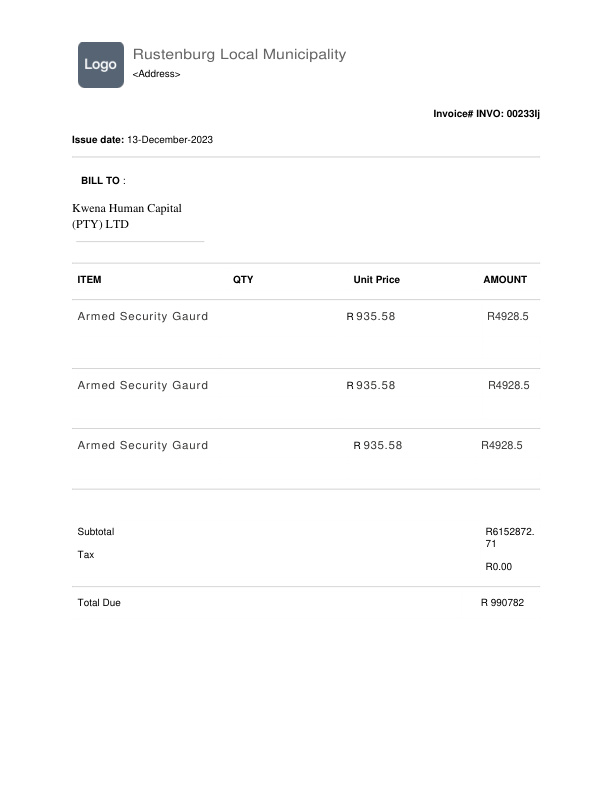 Logo
Rustenburg Local Municipality
<Address>
Invoice# INVO: 00233Ij
Issue date: 13-December-2023
BILL TO :
Kwena Human Capital
(PTY) LTD
ITEM QTY Unit Price AMOUNT
Armed Security Gaurd R 935.58 R4928.5
Armed Security Gaurd R 935.58 R4928.5
Armed Security Gaurd R 935.58 R4928.5
Subtotal R6152872.
71
Tax
R0.00
Total Due R 990782